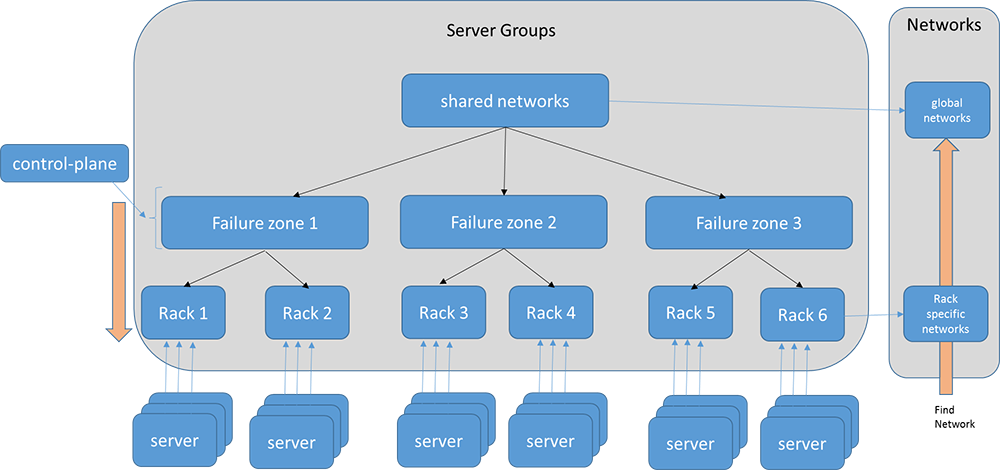 Server Groups
Networks
shared networks
global
networks
control-plane
Failure zone 1
Failure zone 2
Failure zone 3
Rack 1
Rack 2
Rack 3
Rack 4
Rack 5
Rack 6
Rack
specific
networks
server
server
server
server
server
server
Find
Network